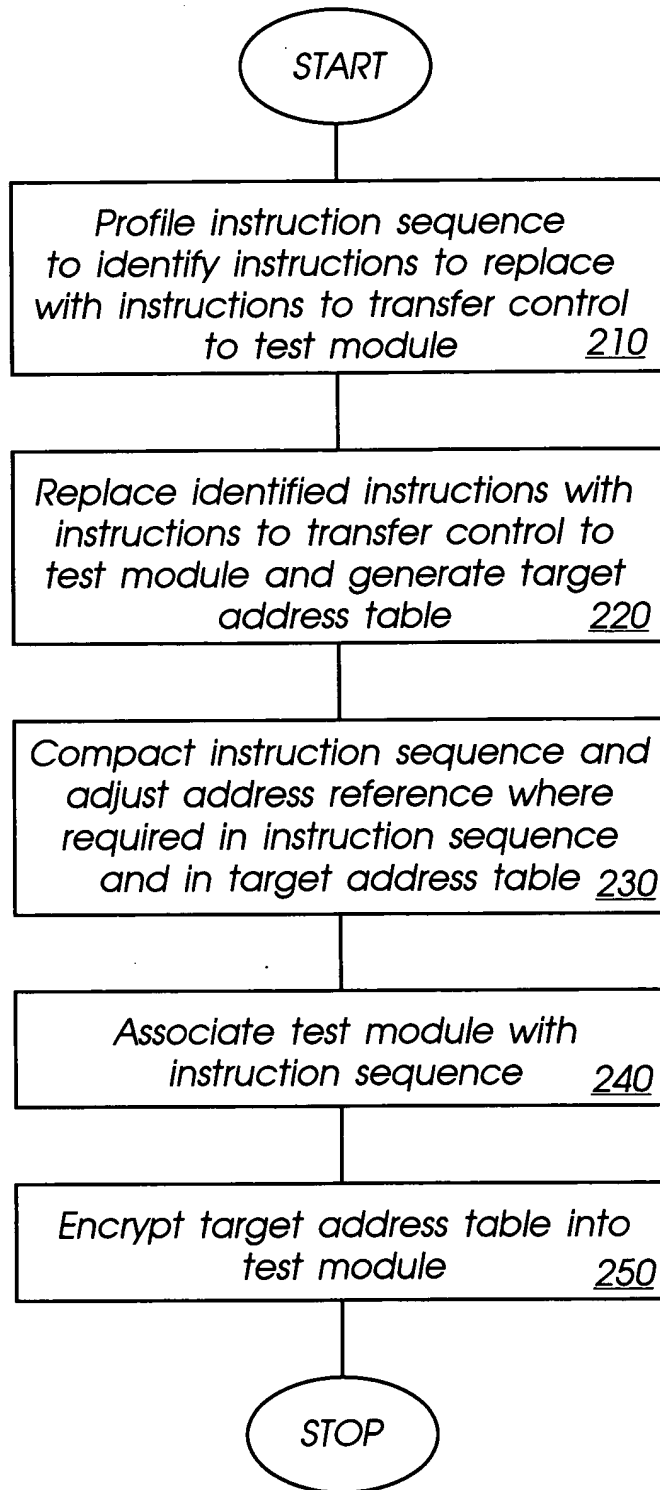 START
Profile instruction sequence
to identify instructions to replace
with instructions to transfer control
to test module 210
Replace identified instructions with
instructions to transfer control to
test module and generate target
address table 220
Compact instruction sequence and
adjust address reference where
required in instruction sequence
and in target address table 230
Associate test module with
instruction sequence 240
Encrypt target address table into
test module 250
STOP